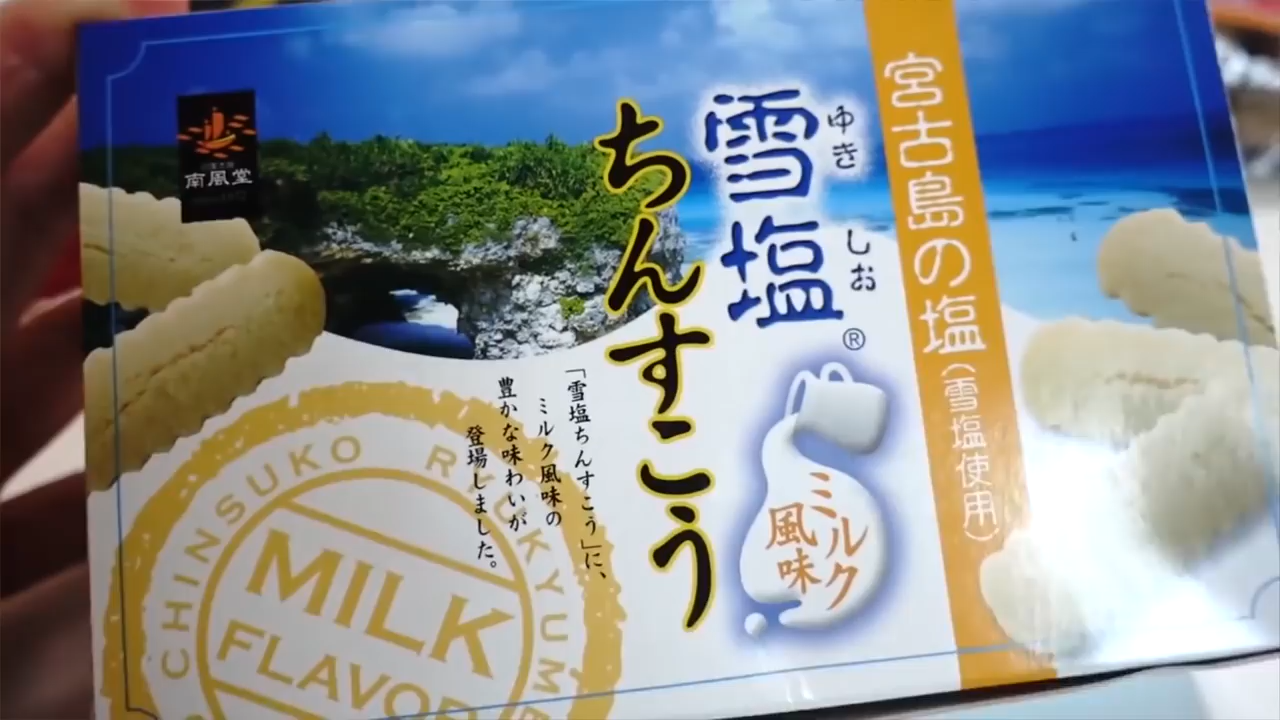 宮古島の塩(雪塩使用)
雪塩®
ゆき
しお
ちんすこう
ミルク
風味
「雪塩ちんすこう」に、
ミルク風味の
豊かな味わいが
登場しました。
南風堂
CHINSUKO
MILK
FLAVOR